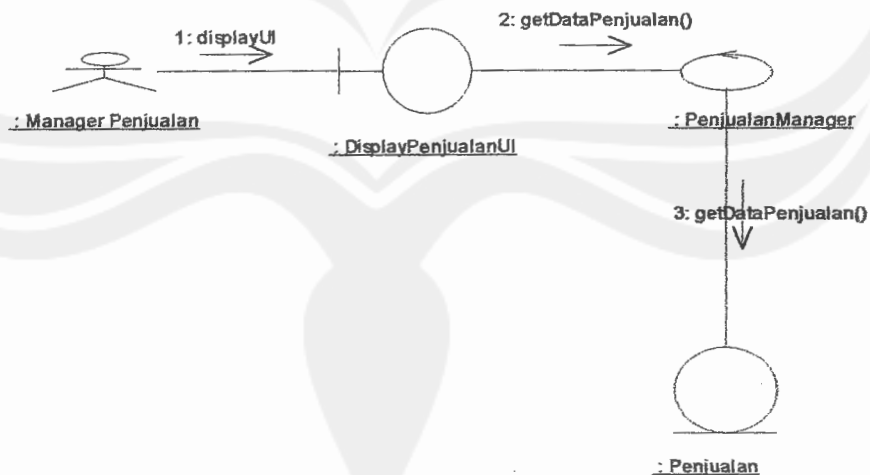 1: displayUI
2: getDataPenjualan()
: Manager Penjualan
: DisplayPenjualanUI
: PenjualanManager
3: getDataPenjualan()
: Penjualan